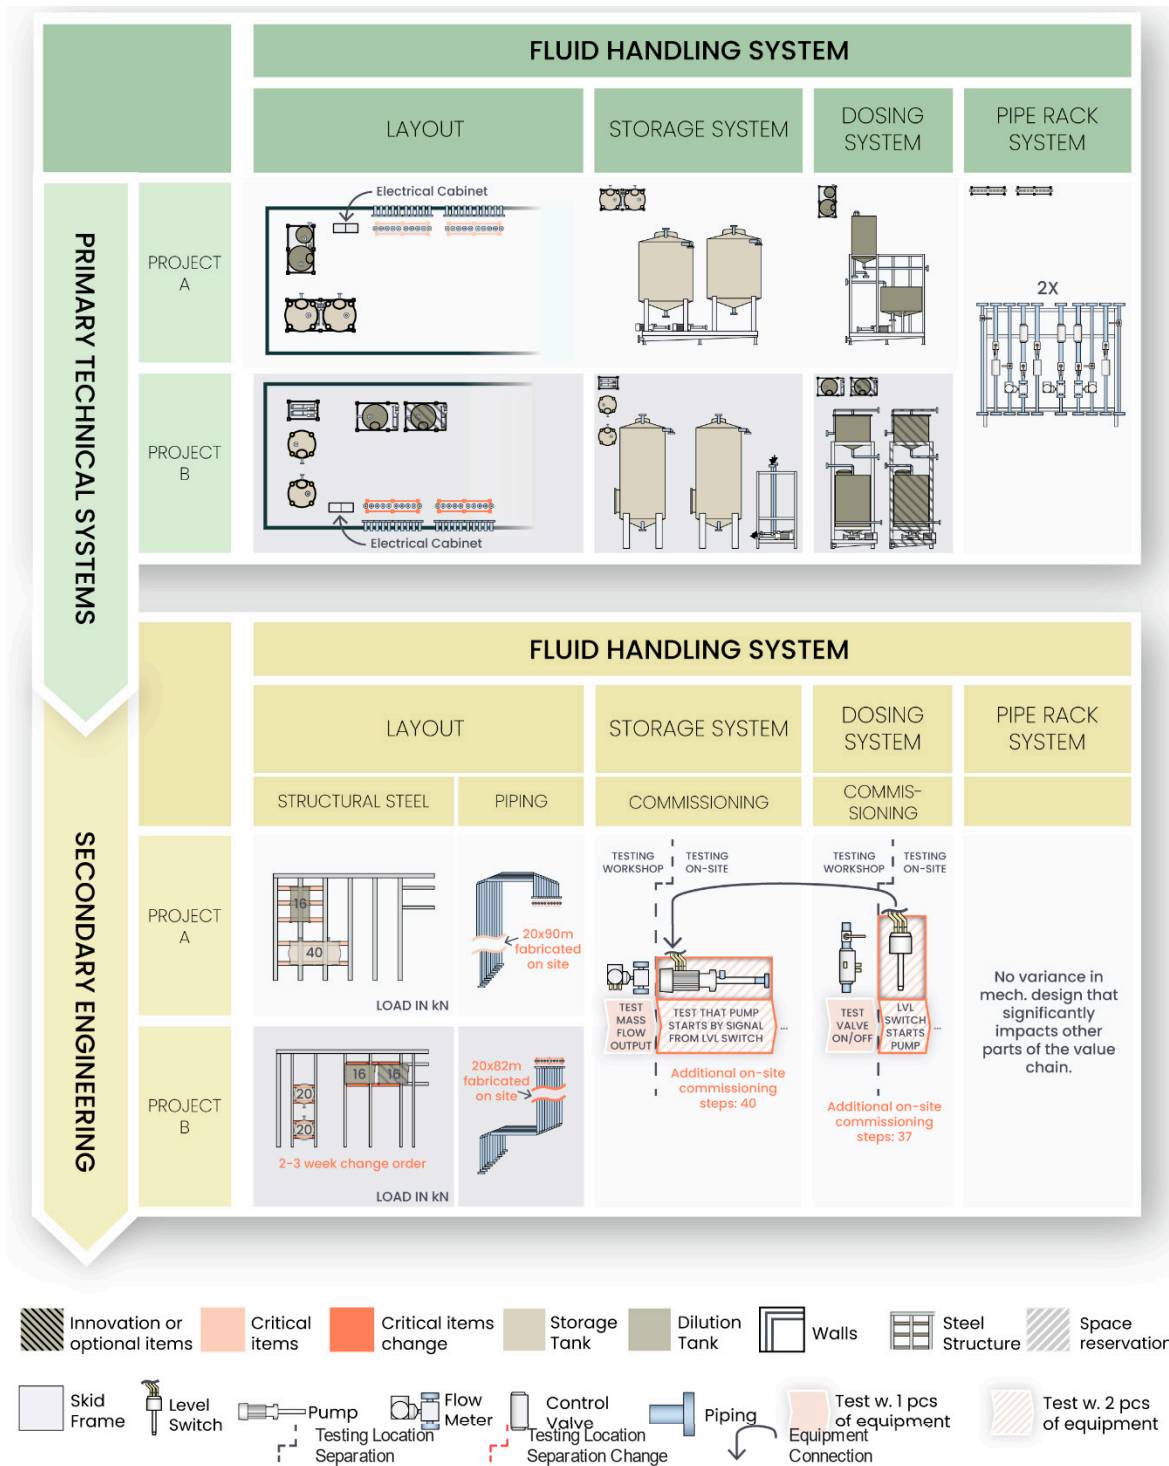 FLUID HANDLING SYSTEM
LAYOUT
STORAGE SYSTEM
DOSING
SYSTEM
PIPE RACK
SYSTEM
PRIMARY TECHNICAL SYSTEMS
PROJECT
A
Electrical Cabinet
2X
PROJECT
B
Electrical Cabinet
FLUID HANDLING SYSTEM
LAYOUT
STORAGE SYSTEM
DOSING
SYSTEM
PIPE RACK
SYSTEM
STRUCTURAL STEEL
PIPING
COMMISSIONING
COMMIS-
SIONING
SECONDARY ENGINEERING
PROJECT
A
16
40
LOAD IN kN
20x90m
fabricated
on site
TESTING
WORKSHOP
TESTING
ON-SITE
TEST
MASS
FLOW
OUTPUT
TEST THAT PUMP
STARTS BY SIGNAL
FROM LVL SWITCH
...
Additional on-site
commissioning
steps: 40
TESTING
WORKSHOP
TESTING
ON-SITE
TEST
VALVE
ON/OFF
LVL
SWITCH
STARTS
PUMP
...
Additional on-site
commissioning
steps: 37
No variance in
mech. design that
significantly
impacts other
parts of the value
chain.
PROJECT
B
16
16
20
20
2-3 week change order
LOAD IN kN
20x82m
fabricated
on site
Innovation or
optional items
Critical
items
Critical items
change
Storage
Tank
Dilution
Tank
Walls
Steel
Structure
Space
reservation
Skid
Frame
Level
Switch
Pump
Flow
Meter
Control
Valve
Piping
Test w. 1 pcs
of equipment
Test w. 2 pcs
of equipment
Testing Location
Separation
Testing Location
Separation Change
Equipment
Connection